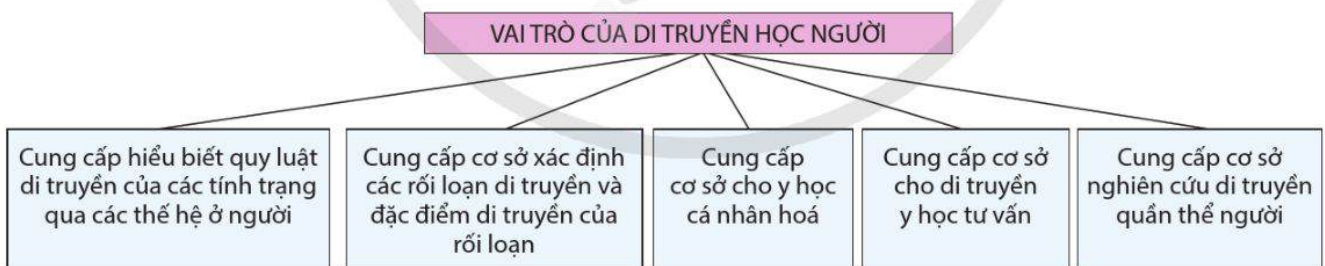 VAI TRÒ CỦA DI TRUYỀN HỌC NGƯỜI
Cung cấp hiểu biết quy luật
di truyền của các tính trạng
qua các thế hệ ở người
Cung cấp cơ sở xác định
các rối loạn di truyền và
đặc điểm di truyền của
rối loạn
Cung cấp
cơ sở cho y học
cá nhân hoá
Cung cấp cơ sở
cho di truyền
y học tư vấn
Cung cấp cơ sở
nghiên cứu di truyền
quần thể người